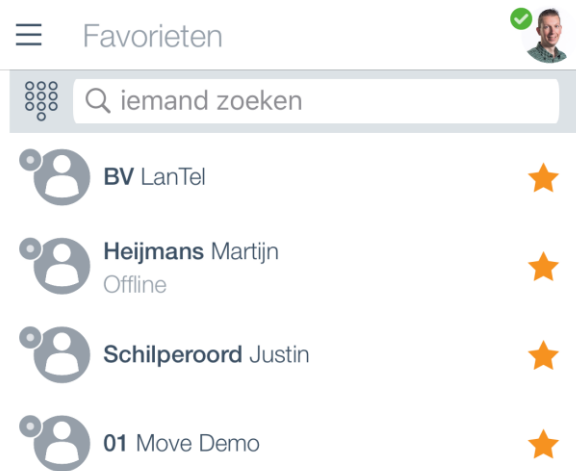 Favorieten
iemand zoeken
BV LanTel
Heijmans Martijn
Offline
Schilperoord Justin
01 Move Demo